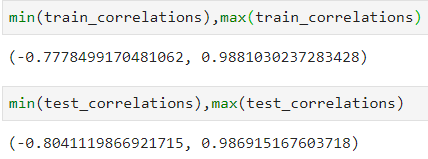 min(train_correlations),max(train_correlations)
(-0.7778499170481062, 0.9881030237283428)
min(test_correlations),max(test_correlations)
(-0.8041119866921715, 0.986915167603718)